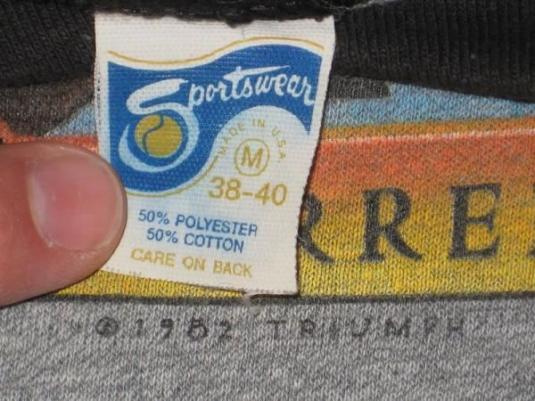 Sportswear
MADE IN U.S.A
M
38-40
50% POLYESTER
50% COTTON
CARE ON BACK
RRE
© 1982 TRIUMPH